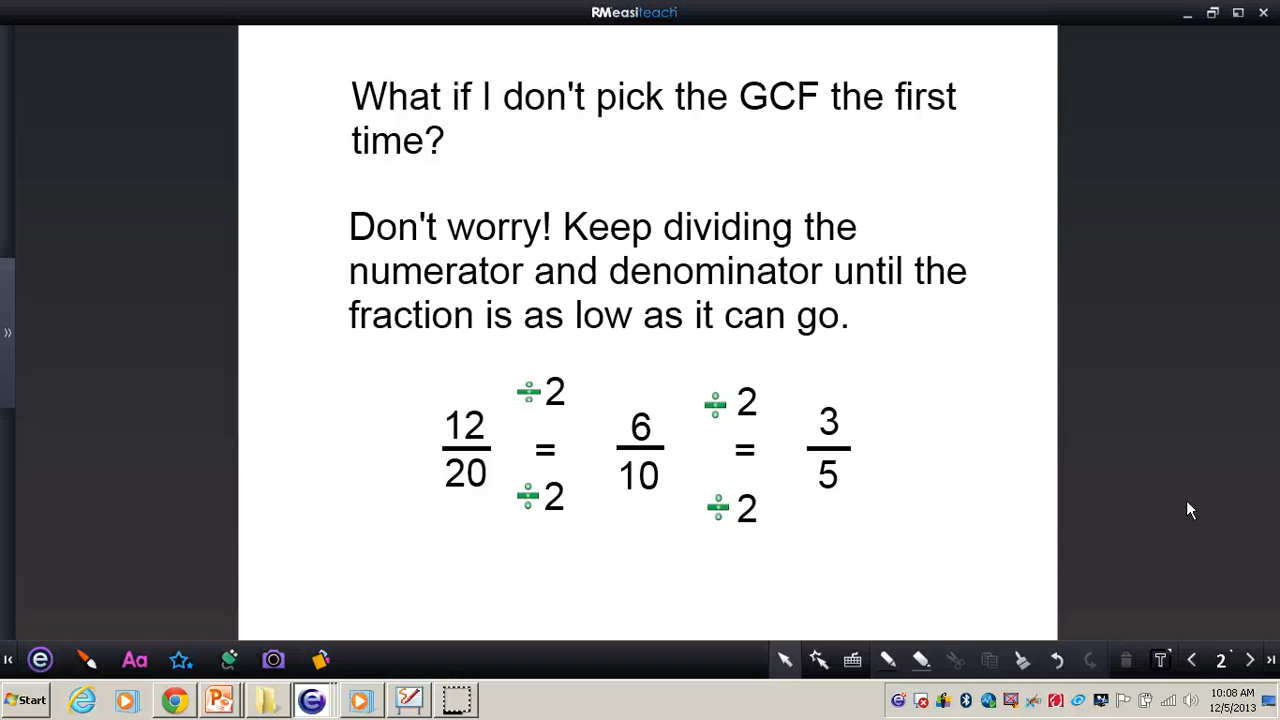 RMeasiteach
What if I don't pick the GCF the first
time?
Don't worry! Keep dividing the
numerator and denominator until the
fraction is as low as it can go.
÷2 ÷ 2
12 6 3
= =
20 10 5
÷2 ÷ 2
Aa T 2
Start 10:08 AM
12/5/2013